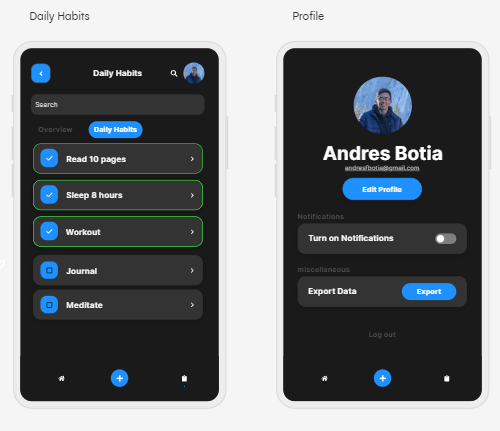 Daily Habits
Daily Habits
Search
Overview
Daily Habits
Read 10 pages
Sleep 8 hours
Workout
Journal
Meditate
Profile
Andres Botia
andresfbotia@gmail.com
Edit Profile
Notifications
Turn on Notifications
miscellaneous
Export Data
Export
Log out